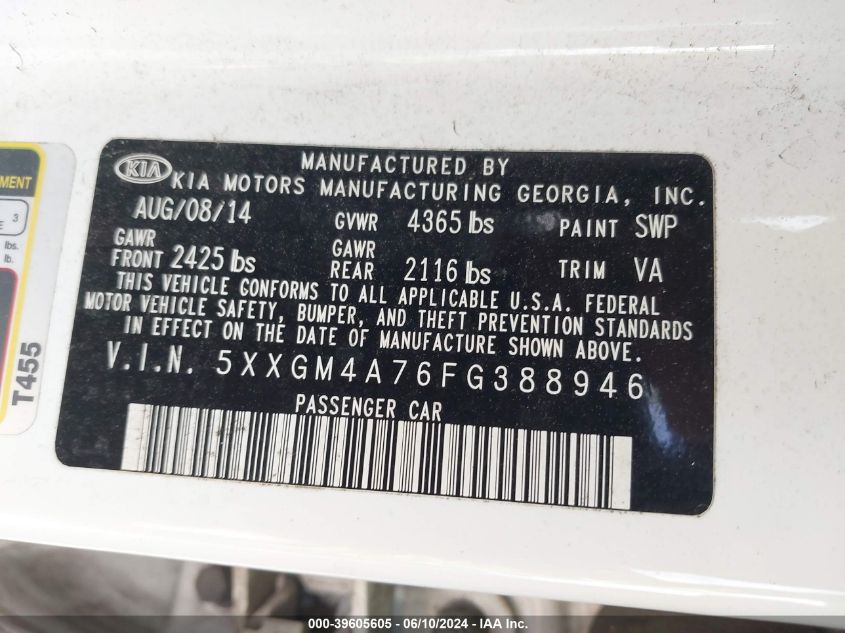 MANUFACTURED BY
KIA KIA MOTORS MANUFACTURING GEORGIA, INC.
AUG/08/14 GVWR 4365 lbs PAINT SWP
GAWR FRONT 2425 lbs GAWR REAR 2116 lbs TRIM VA
THIS VEHICLE CONFORMS TO ALL APPLICABLE U.S.A. FEDERAL
MOTOR VEHICLE SAFETY, BUMPER, AND THEFT PREVENTION STANDARDS
IN EFFECT ON THE DATE OF MANUFACTURE SHOWN ABOVE.
V.I.N. 5XXGM4A76FG388946
PASSENGER CAR
3
lbs.
lb.
T455
000-39605605 - 06/10/2024 - IAA Inc.